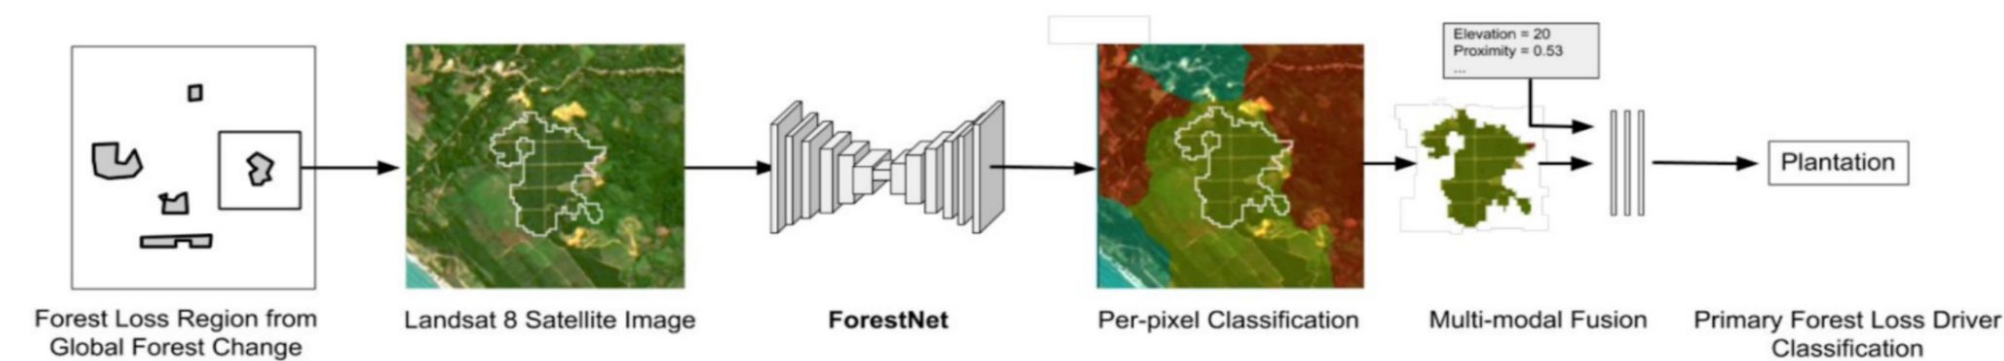 Elevation = 20
Proximity = 0.53
...
Plantation
Forest Loss Region from
Global Forest Change
Landsat 8 Satellite Image
ForestNet
Per-pixel Classification
Multi-modal Fusion
Primary Forest Loss Driver
Classification